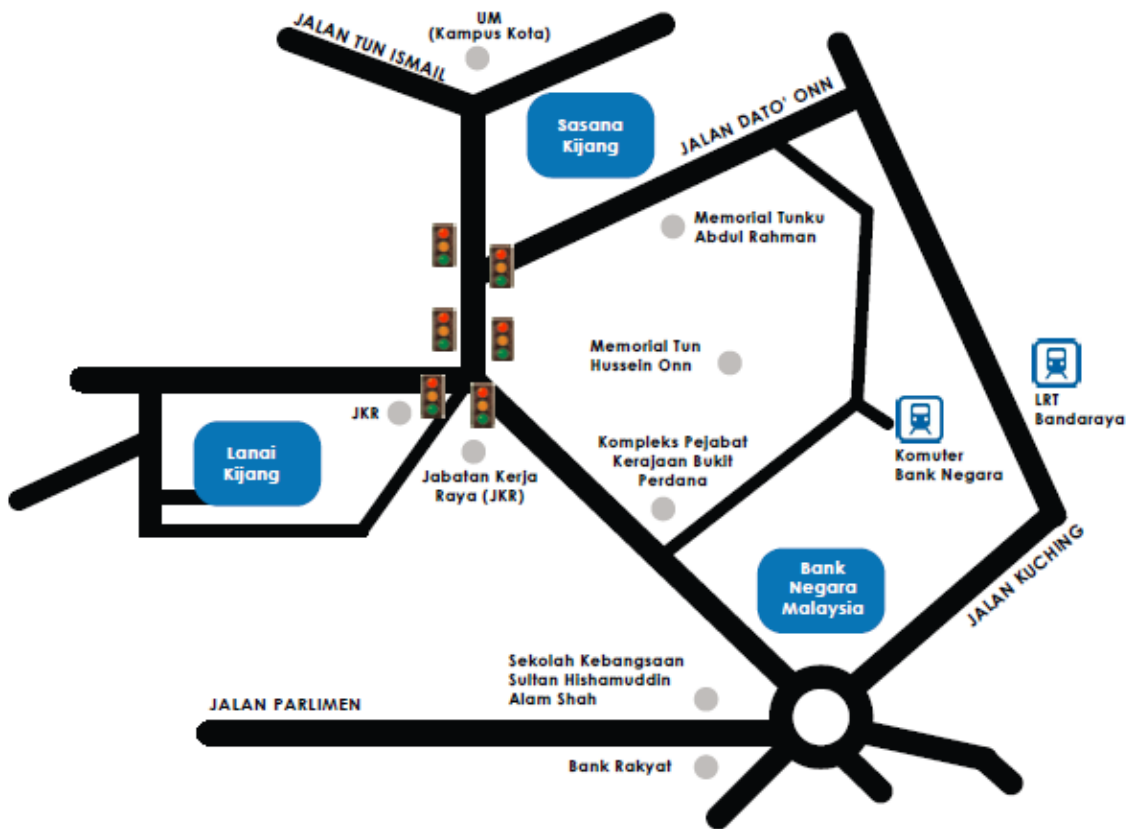 UM
(Kampus Kota)
JALAN TUN ISMAIL
Sasana
Kijang
JALAN DATO' ONN
Memorial Tunku
Abdul Rahman
Memorial Tun
Hussein Onn
LRT
Bandaraya
JKR
Lanai
Kijang
Jabatan Kerja
Raya (JKR)
Kompleks Pejabat
Kerajaan Bukit
Perdana
Komuter
Bank Negara
Bank
Negara
Malaysia
JALAN KUCHING
Sekolah Kebangsaan
Sultan Hishamuddin
Alam Shah
JALAN PARLIMEN
Bank Rakyat